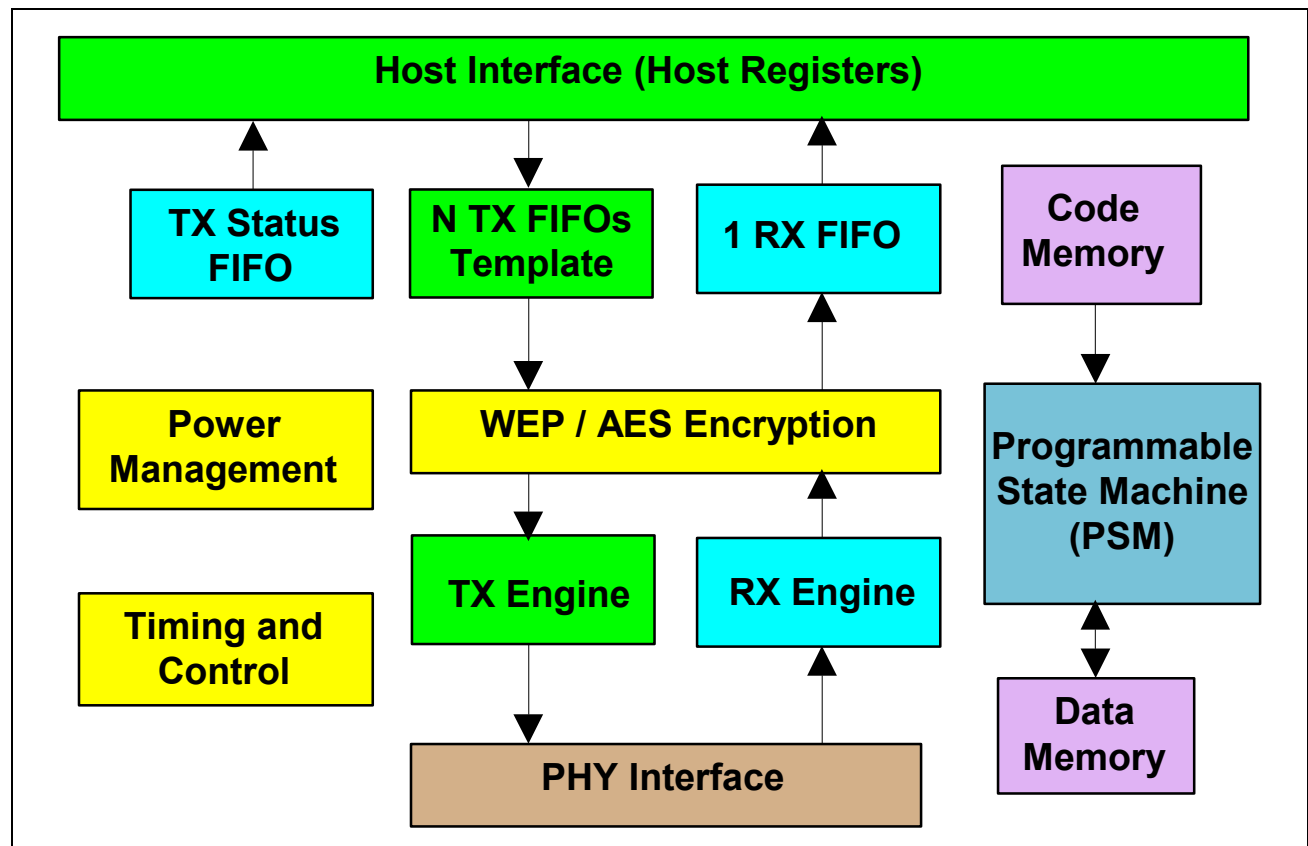 Host Interface (Host Registers)
TX Status
FIFO
N TX FIFOs
Template
1 RX FIFO
Code
Memory
Power
Management
WEP / AES Encryption
Programmable
State Machine
(PSM)
TX Engine
RX Engine
Timing and
Control
Data
Memory
PHY Interface